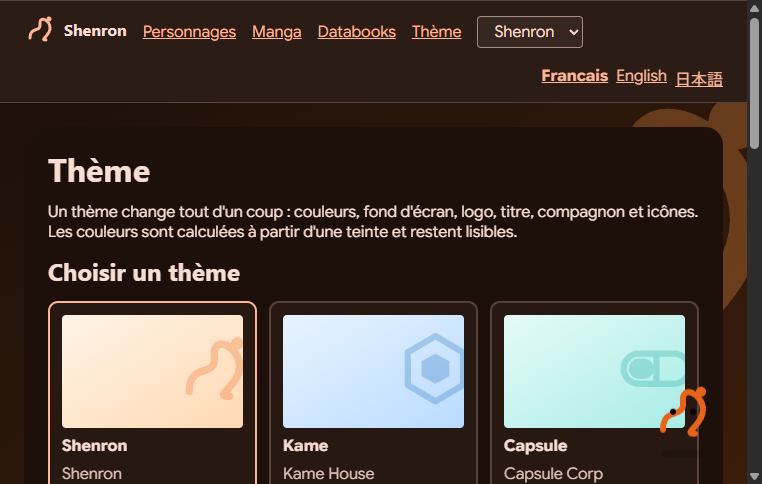 Shenron Personnages Manga Databooks Thème Shenron
Francais English 日本語
Thème
Un thème change tout d'un coup : couleurs, fond d'écran, logo, titre, compagnon et icônes.
Les couleurs sont calculées à partir d'une teinte et restent lisibles.
Choisir un thème
Shenron
Shenron
Kame
Kame House
Capsule
Capsule Corp